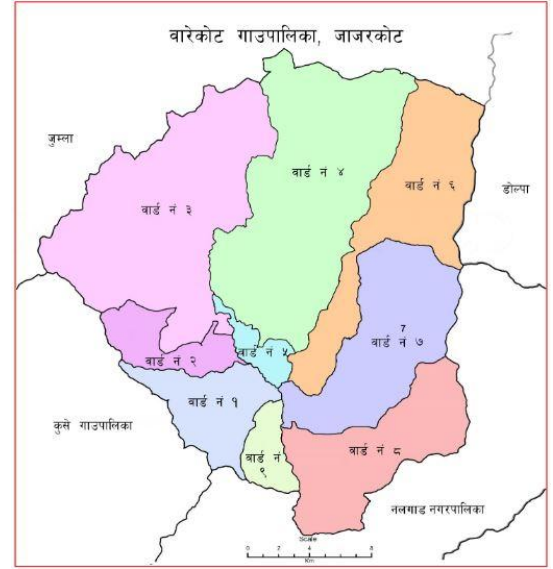 वारेकोट गाउपालिका, जाजरकोट
जुम्ला
वार्ड नं ४
वार्ड नं ६
डोल्पा
वार्ड नं ३
7
वार्ड नं ७
वार्ड नं ५
वार्ड नं २
वार्ड नं १
कुसे गाउपालिका
वार्ड नं ८
वार्ड नं
९
नलगाड नगरपालिका
Scale
0 2 4 8
Km